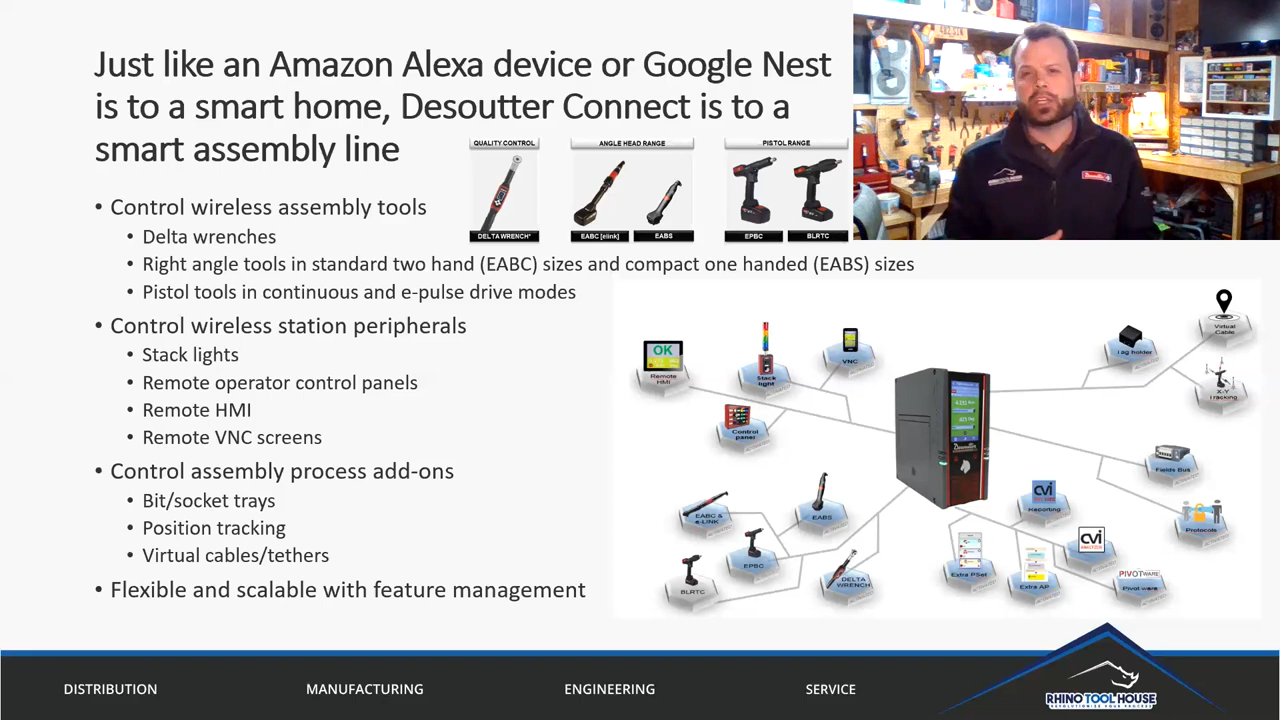 Just like an Amazon Alexa device or Google Nest
is to a smart home, Desoutter Connect is to a
smart assembly line
QUALITY CONTROL
ANGLE HEAD RANGE
PISTOL RANGE
DELTA WRENCH*
EABC [elink]
EABS
EPBC
BLRTC
• Control wireless assembly tools
• Delta wrenches
• Right angle tools in standard two hand (EABC) sizes and compact one handed (EABS) sizes
• Pistol tools in continuous and e-pulse drive modes
• Control wireless station peripherals
• Stack lights
• Remote operator control panels
• Remote HMI
• Remote VNC screens
• Control assembly process add-ons
• Bit/socket trays
• Position tracking
• Virtual cables/tethers
• Flexible and scalable with feature management
OK
Remote
HMI
Stack
light
VNC
Control
panel
Tag holder
Virtual
Cable
X-Y
Tracking
Fields Bus
Protocols
CVI
Reporting
CVI
ANALYZER
PIVOTWARE
Pivot ware
Extra PSet
Extra AP
EABC &
e-LINK
EABS
EPBC
BLRTC
DELTA
WRENCH
Desoutter
DISTRIBUTION
MANUFACTURING
ENGINEERING
SERVICE
RHINO TOOL HOUSE
REVOLUTIONIZE YOUR PROCESS